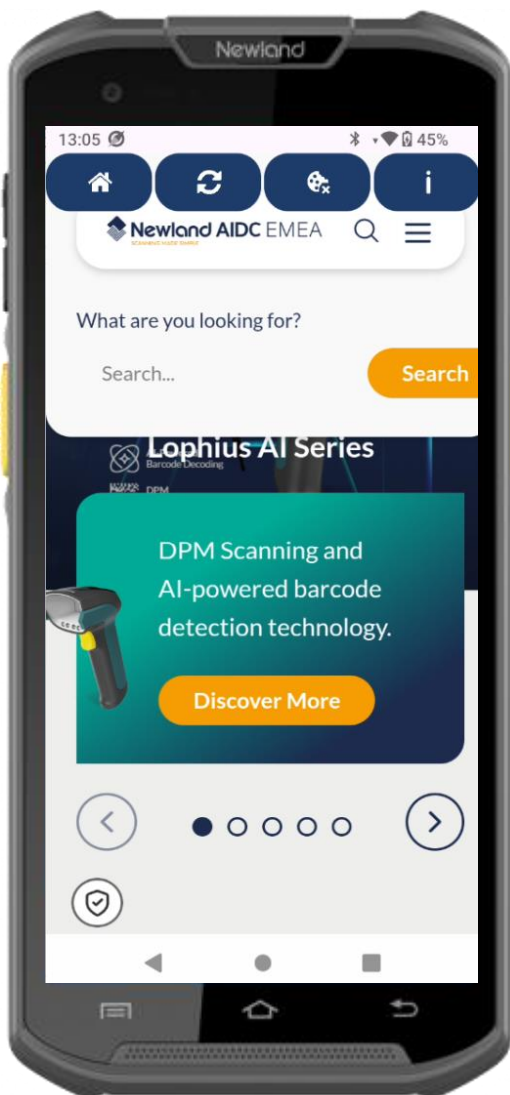 Newland
13:05
45%
i
Newland AIDC EMEA
SCANNING MADE SIMPLE
What are you looking for?
Search...
Search
Lophius AI Series
Barcode Decoding
DPM
DPM Scanning and
AI-powered barcode
detection technology.
Discover More